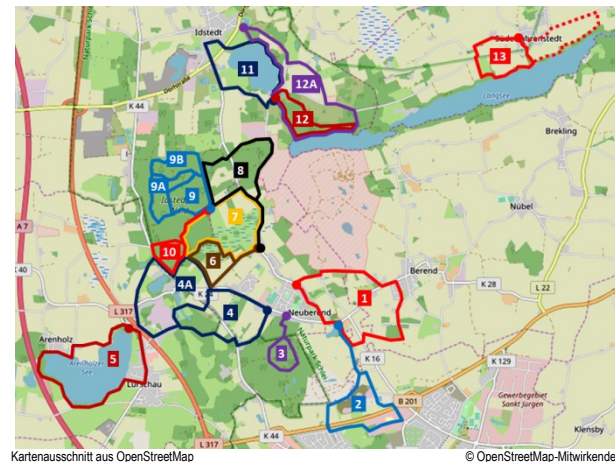 Idstedt
Süderfahrenstedt
13
11
12A
Langsee
K 44
12
Brekling
9B
8
9A
9
7
Nübel
A 7
10
6
K 40
4A
Berend
K 28
L 22
L 317
1
4
Neuberend
Arenholz
3
5
Arenholzer
See
K 16
K 129
Lürschau
2
B 201
Gewerbegebiet
Sankt Jürgen
L 317
K 44
Klensby
Kartenausschnitt aus OpenStreetMap
© OpenStreetMap-Mitwirkende